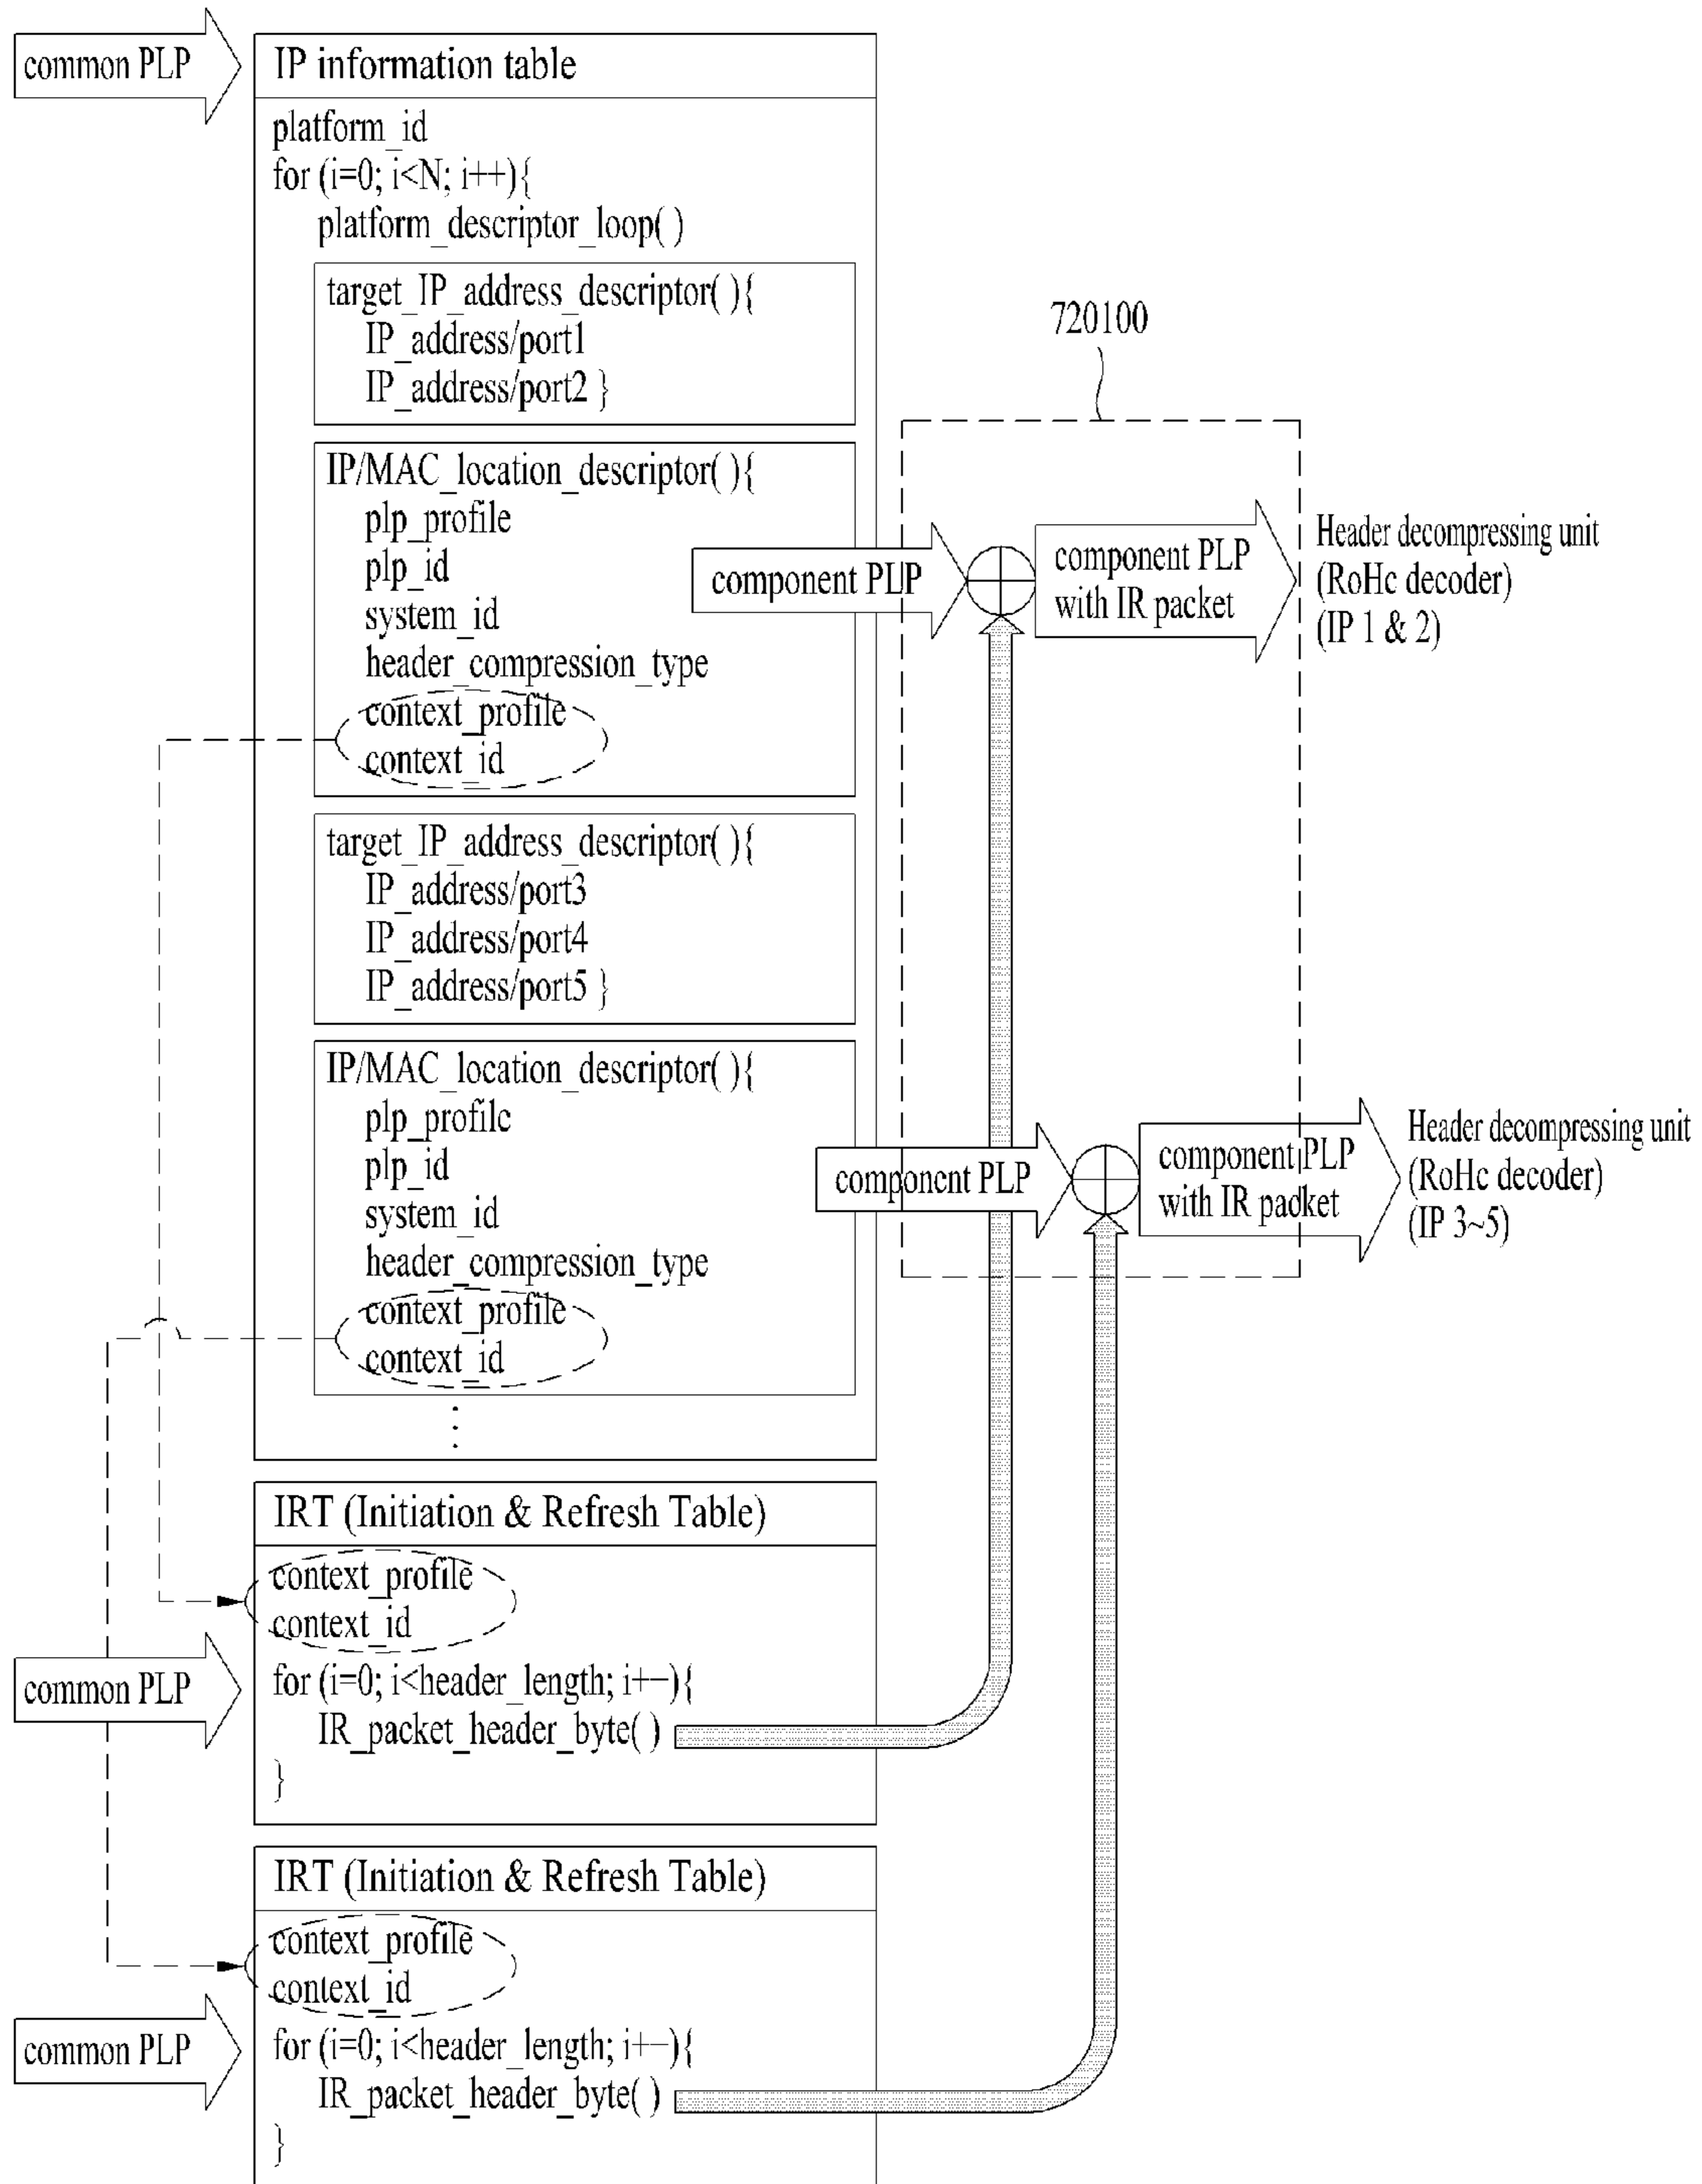 common PLP
IP information table
platform_id
for (i=0; i<N; i++){
platform_descriptor_loop( )
target_IP_address_descriptor( ){
IP_address/port1
IP_address/port2 }
720100
IP/MAC_location_descriptor( ){
plp_profile
plp_id
system_id
header_compression_type
context_profile
context_id
component PLP
component PLP
with IR packet
Header decompressing unit
(RoHc decoder)
(IP 1 & 2)
target_IP_address_descriptor( ){
IP_address/port3
IP_address/port4
IP_address/port5 }
IP/MAC_location_descriptor( ){
plp_profile
plp_id
system_id
header_compression_type
context_profile
context_id
component PLP
component PLP
with IR packet
Header decompressing unit
(RoHc decoder)
(IP 3~5)
IRT (Initiation & Refresh Table)
context_profile
context_id
common PLP
for (i=0; i<header_length; i+−){
IR_packet_header_byte( )
}
IRT (Initiation & Refresh Table)
context_profile
context_id
common PLP
for (i=0; i<header_length; i+−){
IR_packet_header_byte( )
}